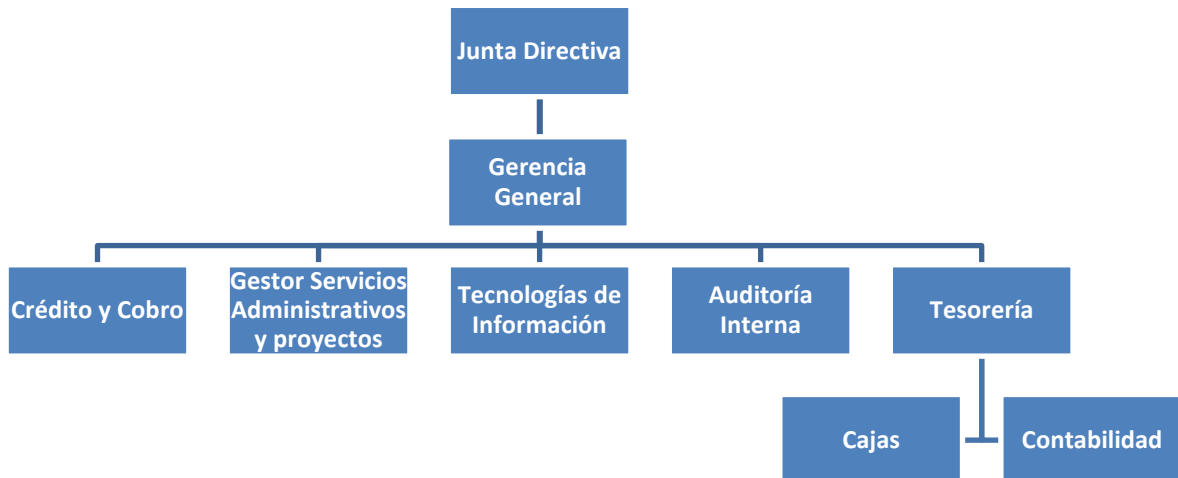 Junta Directiva
Gerencia
General
Crédito y Cobro
Gestor Servicios
Administrativos
y proyectos
Tecnologías de
Información
Auditoría
Interna
Tesorería
Cajas
Contabilidad